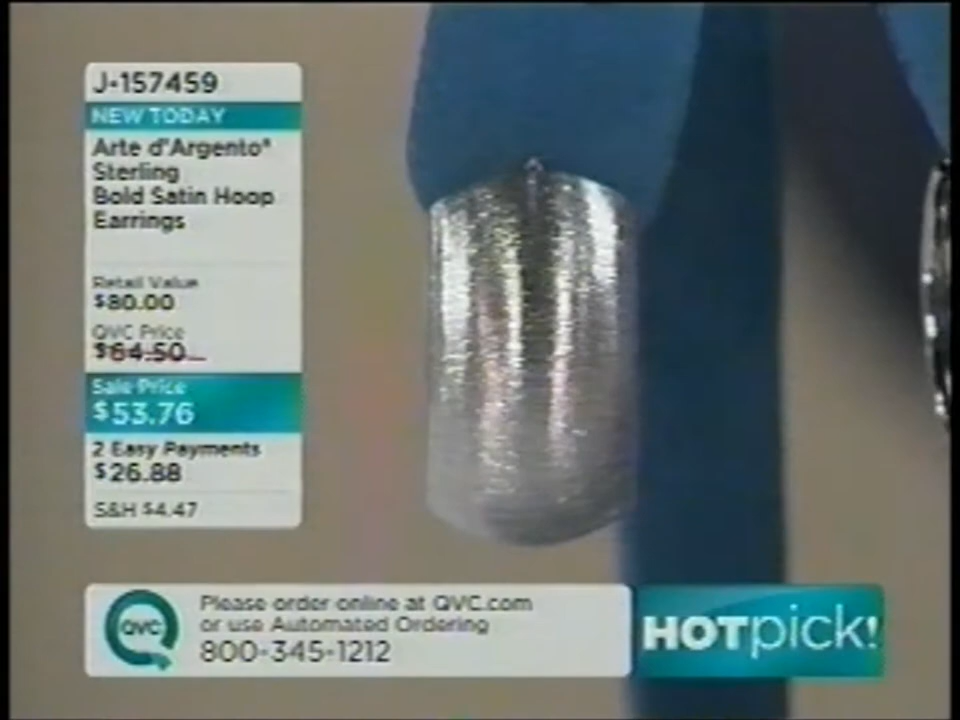 J-157459
NEW TODAY
Arte d'Argento®
Sterling
Bold Satin Hoop
Earrings
Retail Value
$80.00
QVC Price
$64.50
Sale Price
$53.76
2 Easy Payments
$26.88
S&H $4.47
QVC
Please order online at QVC.com
or use Automated Ordering
800-345-1212
HOTpick!